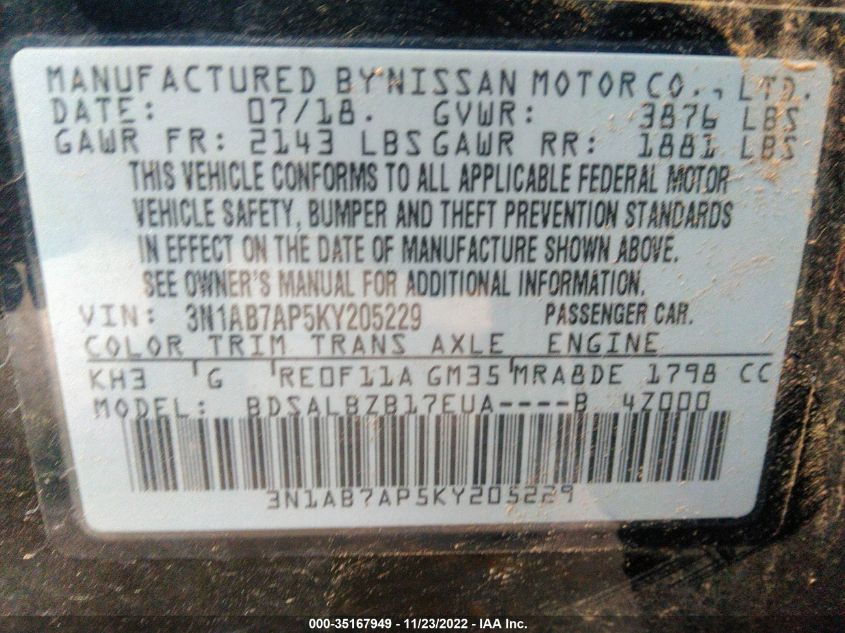 MANUFACTURED BY NISSAN MOTOR CO., LTD.
DATE: 07/18. GVWR: 3876 LBS
GAWR FR: 2143 LBS GAWR RR: 1881 LBS
THIS VEHICLE CONFORMS TO ALL APPLICABLE FEDERAL MOTOR
VEHICLE SAFETY, BUMPER AND THEFT PREVENTION STANDARDS
IN EFFECT ON THE DATE OF MANUFACTURE SHOWN ABOVE.
SEE OWNER'S MANUAL FOR ADDITIONAL INFORMATION.
VIN: 3N1AB7AP5KY205229 PASSENGER CAR.
COLOR TRIM TRANS AXLE ENGINE
KH3 G RE0F11A GM35 MRA8DE 1798 CC
MODEL: BDSALBZB17EUA----B 4Z000
3N1AB7AP5KY205229
000-35167949 - 11/23/2022 - IAA Inc.